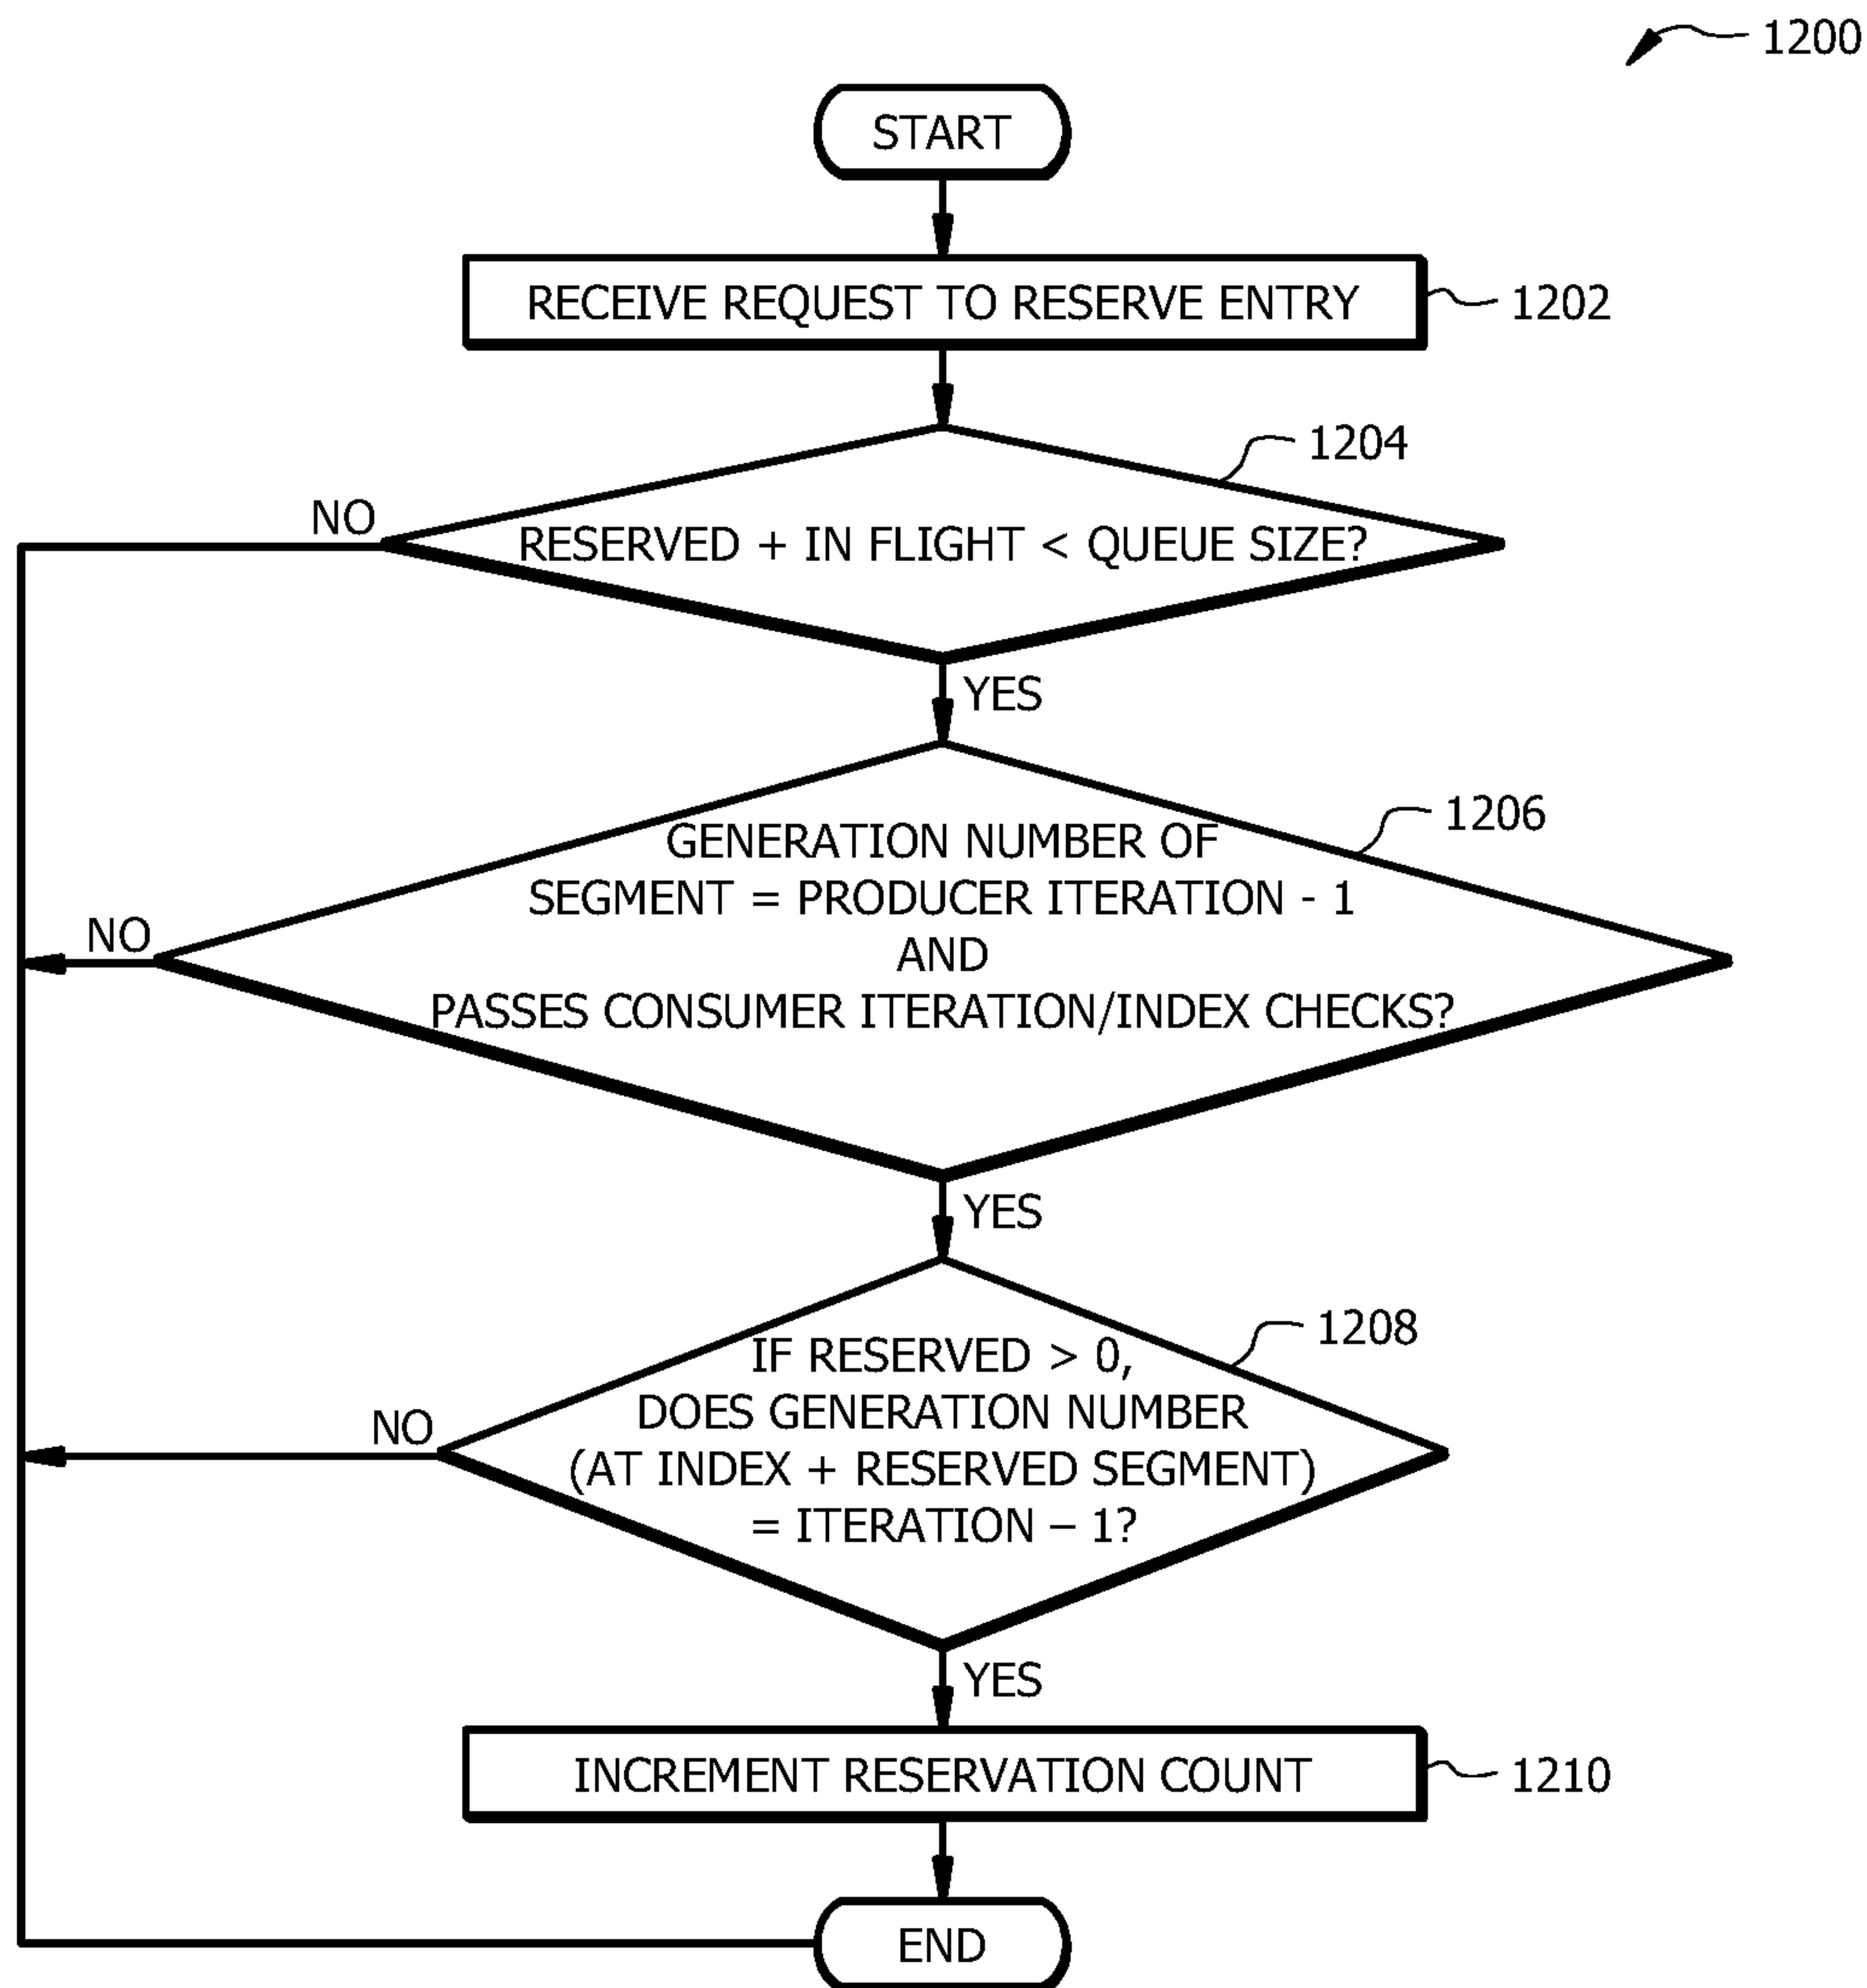 1200
START
RECEIVE REQUEST TO RESERVE ENTRY
1202
1204
NO
RESERVED + IN FLIGHT < QUEUE SIZE?
YES
1206
GENERATION NUMBER OF
SEGMENT = PRODUCER ITERATION - 1
AND
PASSES CONSUMER ITERATION/INDEX CHECKS?
NO
YES
1208
IF RESERVED > 0,
DOES GENERATION NUMBER
(AT INDEX + RESERVED SEGMENT)
= ITERATION – 1?
NO
YES
INCREMENT RESERVATION COUNT
1210
END